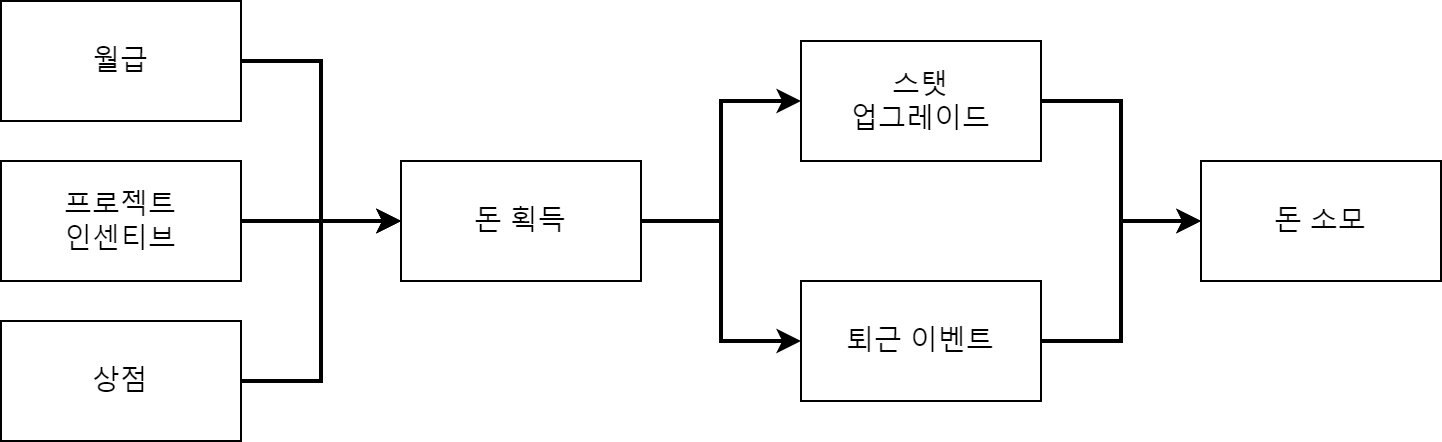 월급
프로젝트
인센티브
상점
돈 획득
스탯
업그레이드
퇴근 이벤트
돈 소모